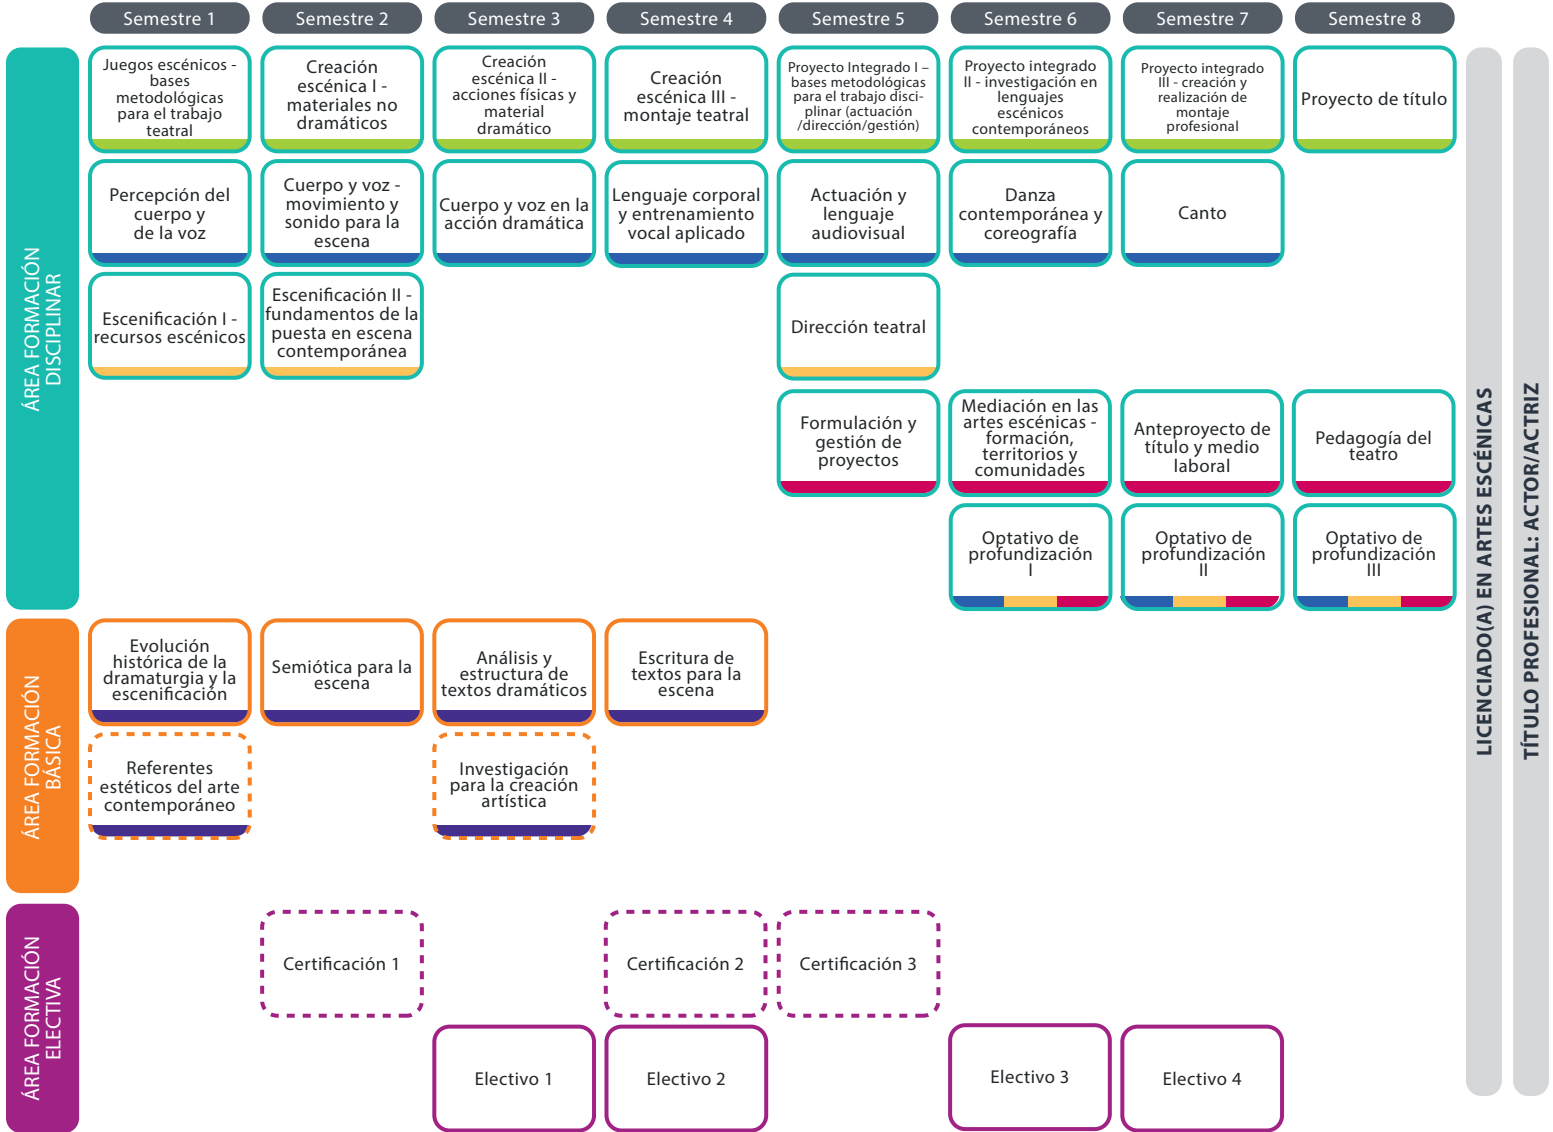 Semestre 1
Semestre 2
Semestre 3
Semestre 4
Semestre 5
Semestre 6
Semestre 7
Semestre 8
ÁREA FORMACIÓN
DISCIPLINAR
Juegos escénicos -
bases
metodológicas
para el trabajo
teatral
Creación
escénica I -
materiales no
dramáticos
Creación
escénica II -
acciones físicas y
material
dramático
Creación
escénica III -
montaje teatral
Proyecto Integrado I –
bases metodológicas
para el trabajo disci-
plinar (actuación
/dirección/gestión)
Proyecto integrado
II - investigación en
lenguajes
escénicos
contemporáneos
Proyecto integrado
III - creación y
realización de
montaje
profesional
Proyecto de título
Percepción del
cuerpo y
de la voz
Cuerpo y voz -
movimiento y
sonido para la
escena
Cuerpo y voz en la
acción dramática
Lenguaje corporal
y entrenamiento
vocal aplicado
Actuación y
lenguaje
audiovisual
Danza
contemporánea y
coreografía
Canto
Escenificación I -
recursos escénicos
Escenificación II -
fundamentos de la
puesta en escena
contemporánea
Dirección teatral
Formulación y
gestión de
proyectos
Mediación en las
artes escénicas -
formación,
territorios y
comunidades
Anteproyecto de
título y medio
laboral
Pedagogía del
teatro
Optativo de
profundización
I
Optativo de
profundización
II
Optativo de
profundización
III
ÁREA FORMACIÓN
BÁSICA
Evolución
histórica de la
dramaturgia y la
escenificación
Semiótica para la
escena
Análisis y
estructura de
textos dramáticos
Escritura de
textos para la
escena
Referentes
estéticos del arte
contemporáneo
Investigación
para la creación
artística
ÁREA FORMACIÓN
ELECTIVA
Certificación 1
Certificación 2
Certificación 3
Electivo 1
Electivo 2
Electivo 3
Electivo 4
LICENCIADO(A) EN ARTES ESCÉNICAS
TÍTULO PROFESIONAL: ACTOR/ACTRIZ